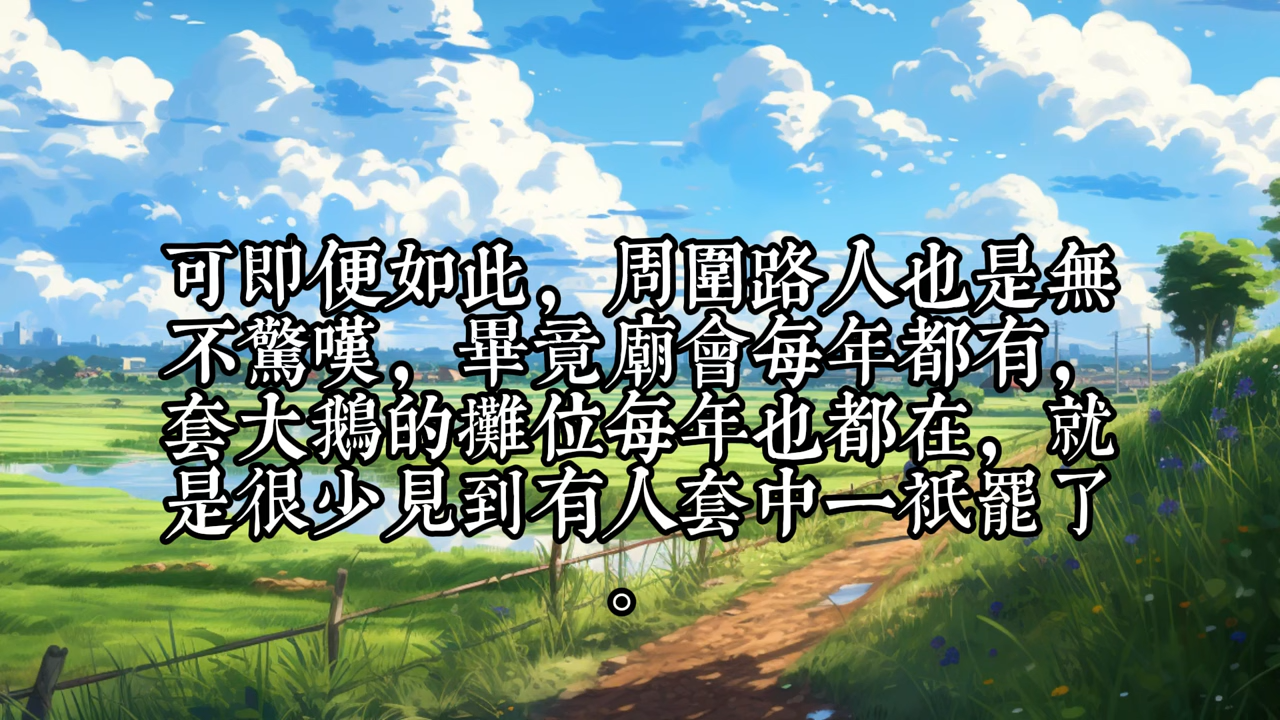 可即便如此，周圍路人也是無
不驚嘆，畢竟廟會每年都有，
套大鵝的攤位每年也都在，就
是很少見到有人套中一祇罷了
。